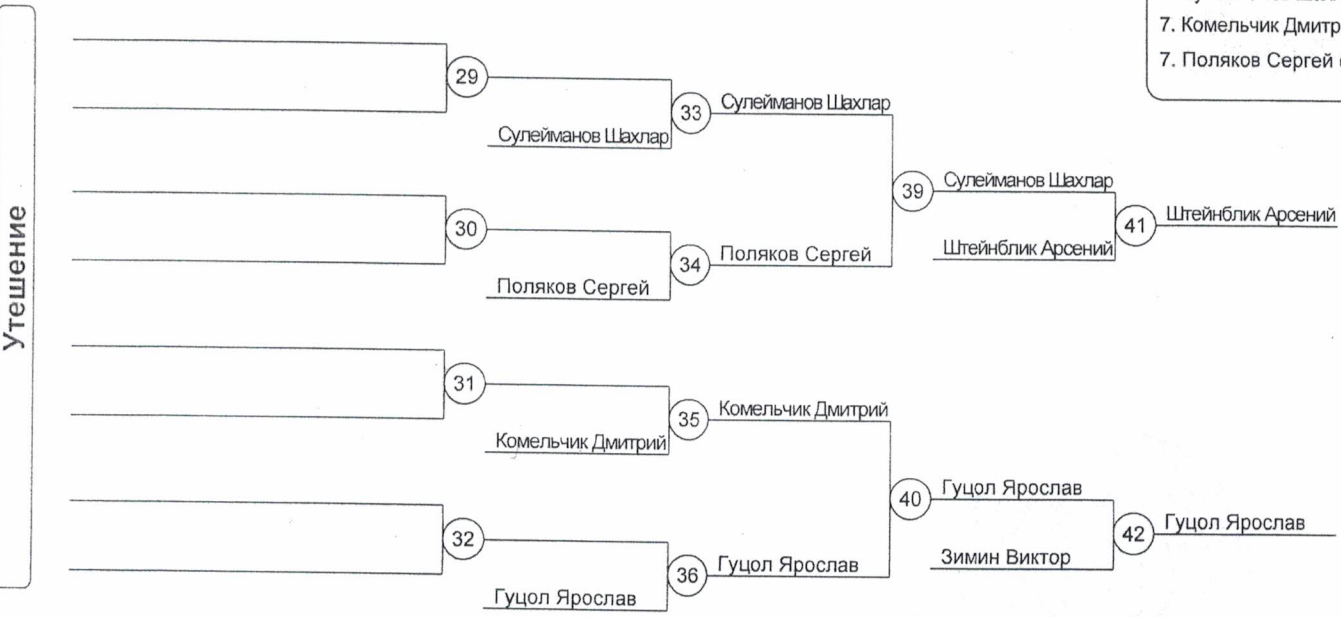 7. Комельчик Дмитр
7. Поляков Сергей
Утешение
29
33
Сулейманов Шахлар
Сулейманов Шахлар
39
Сулейманов Шахлар
41
Штейнблик Арсений
Штейнблик Арсений
30
34
Поляков Сергей
Поляков Сергей
31
35
Комельчик Дмитрий
Комельчик Дмитрий
40
Гуцол Ярослав
42
Гуцол Ярослав
Зимин Виктор
32
36
Гуцол Ярослав
Гуцол Ярослав